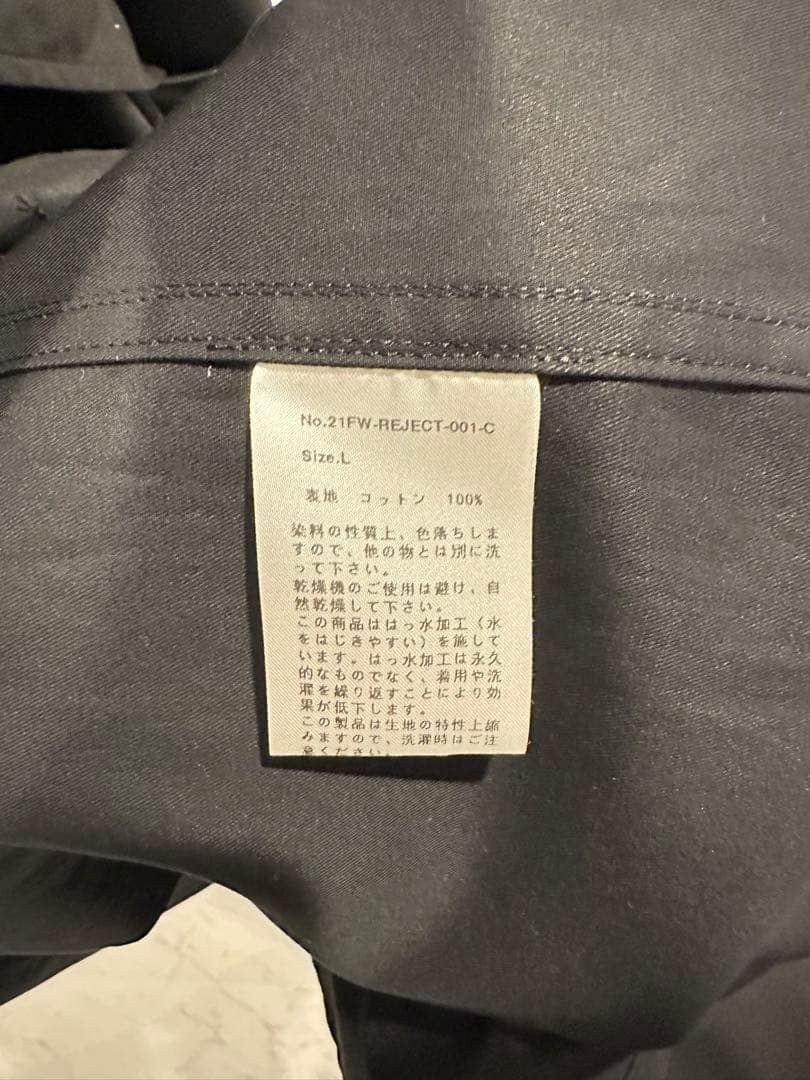 No.21FW-REJECT-001-C
Size.L
表地 コットン 100%
染料の性質上、色落ちしま
すので、他の物とは別に洗
って下さい。
乾燥機のご使用は避け、自
然乾燥して下さい。
この商品ははっ水加工（水
をはじきやすい）を施して
います。はっ水加工は永久
的なものでなく、着用や洗
濯を繰り返すことにより効
果が低下します。
この製品は生地の特性上縮
みますので、洗濯時はご注
意ください。